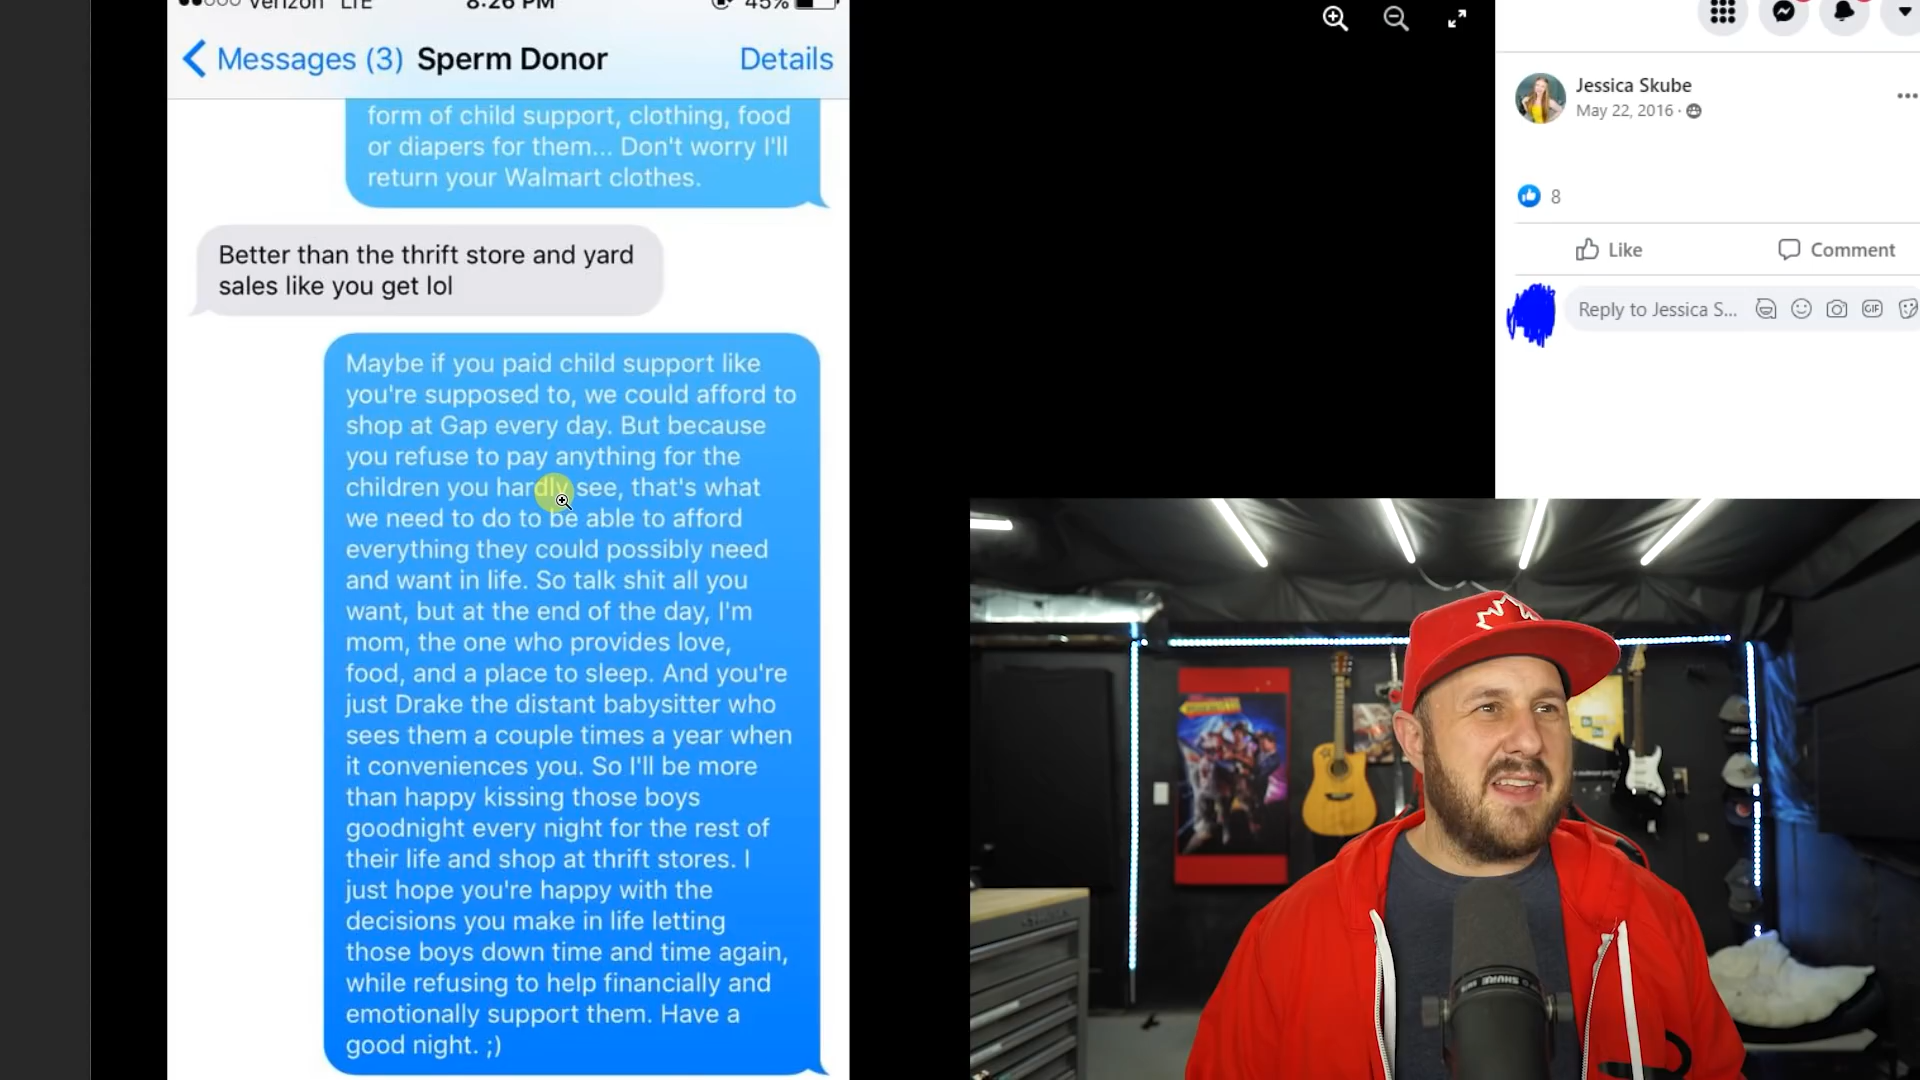 Verizon LTE 8:26 PM 45%
Messages (3) Sperm Donor Details
form of child support, clothing, food
or diapers for them... Don't worry I'll
return your Walmart clothes.
Better than the thrift store and yard
sales like you get lol
Maybe if you paid child support like
you're supposed to, we could afford to
shop at Gap every day. But because
you refuse to pay anything for the
children you hardly see, that's what
we need to do to be able to afford
everything they could possibly need
and want in life. So talk shit all you
want, but at the end of the day, I'm
mom, the one who provides love,
food, and a place to sleep. And you're
just Drake the distant babysitter who
sees them a couple times a year when
it conveniences you. So I'll be more
than happy kissing those boys
goodnight every night for the rest of
their life and shop at thrift stores. I
just hope you're happy with the
decisions you make in life letting
those boys down time and time again,
while refusing to help financially and
emotionally support them. Have a
good night. ;)
Jessica Skube
May 22, 2016 ·
8
Like Comment
Reply to Jessica S...
GIF
SHURE